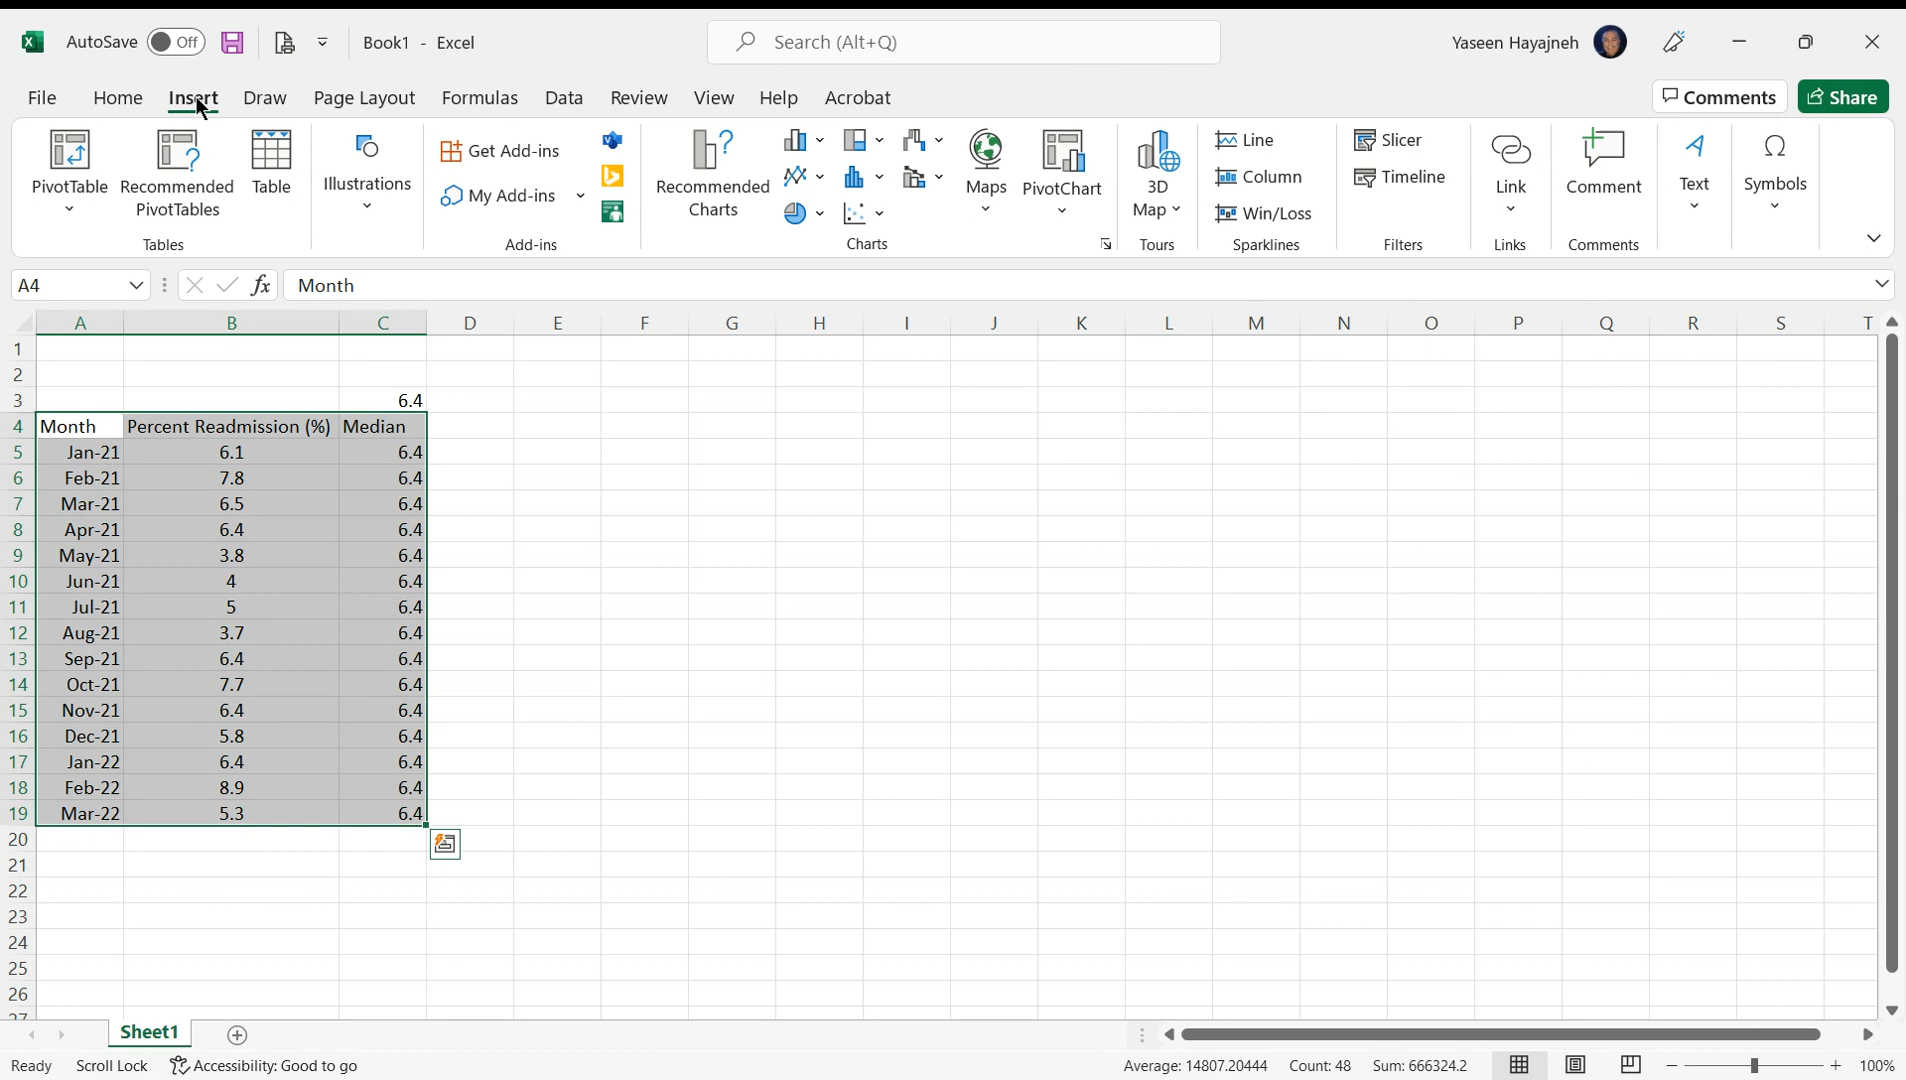 AutoSave Off Book1 - Excel Search (Alt+Q) Yaseen Hayajneh
File Home Insert Draw Page Layout Formulas Data Review View Help Acrobat Comments Share
PivotTable Recommended PivotTables Table Illustrations Get Add-ins My Add-ins Recommended Charts Maps PivotChart 3D Map Line Column Win/Loss Slicer Timeline Link Comment Text Symbols
Tables Add-ins Charts Tours Sparklines Filters Links Comments
A4 fx Month
A B C D E F G H I J K L M N O P Q R S T
1
2
3 6.4
4 Month Percent Readmission (%) Median
5 Jan-21 6.1 6.4
6 Feb-21 7.8 6.4
7 Mar-21 6.5 6.4
8 Apr-21 6.4 6.4
9 May-21 3.8 6.4
10 Jun-21 4 6.4
11 Jul-21 5 6.4
12 Aug-21 3.7 6.4
13 Sep-21 6.4 6.4
14 Oct-21 7.7 6.4
15 Nov-21 6.4 6.4
16 Dec-21 5.8 6.4
17 Jan-22 6.4 6.4
18 Feb-22 8.9 6.4
19 Mar-22 5.3 6.4
20
21
22
23
24
25
26
27
Sheet1
Ready Scroll Lock Accessibility: Good to go Average: 14807.20444 Count: 48 Sum: 666324.2 100%